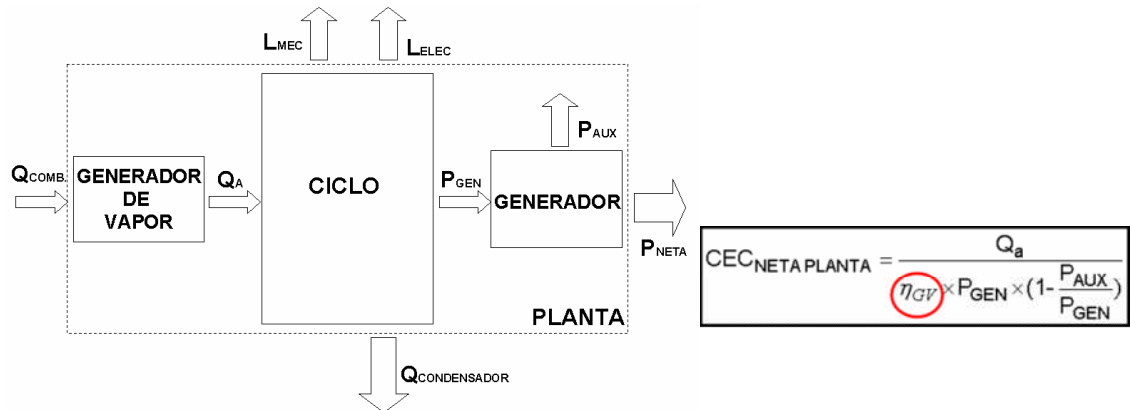 LMEC
LELEC
PAUX
QCOMB.
GENERADOR
DE
VAPOR
QA
CICLO
PGEN
GENERADOR
PNETA
PLANTA
QCONDENSADOR
CECNETA PLANTA = Qa / (ηGV × PGEN × (1- PAUX / PGEN))